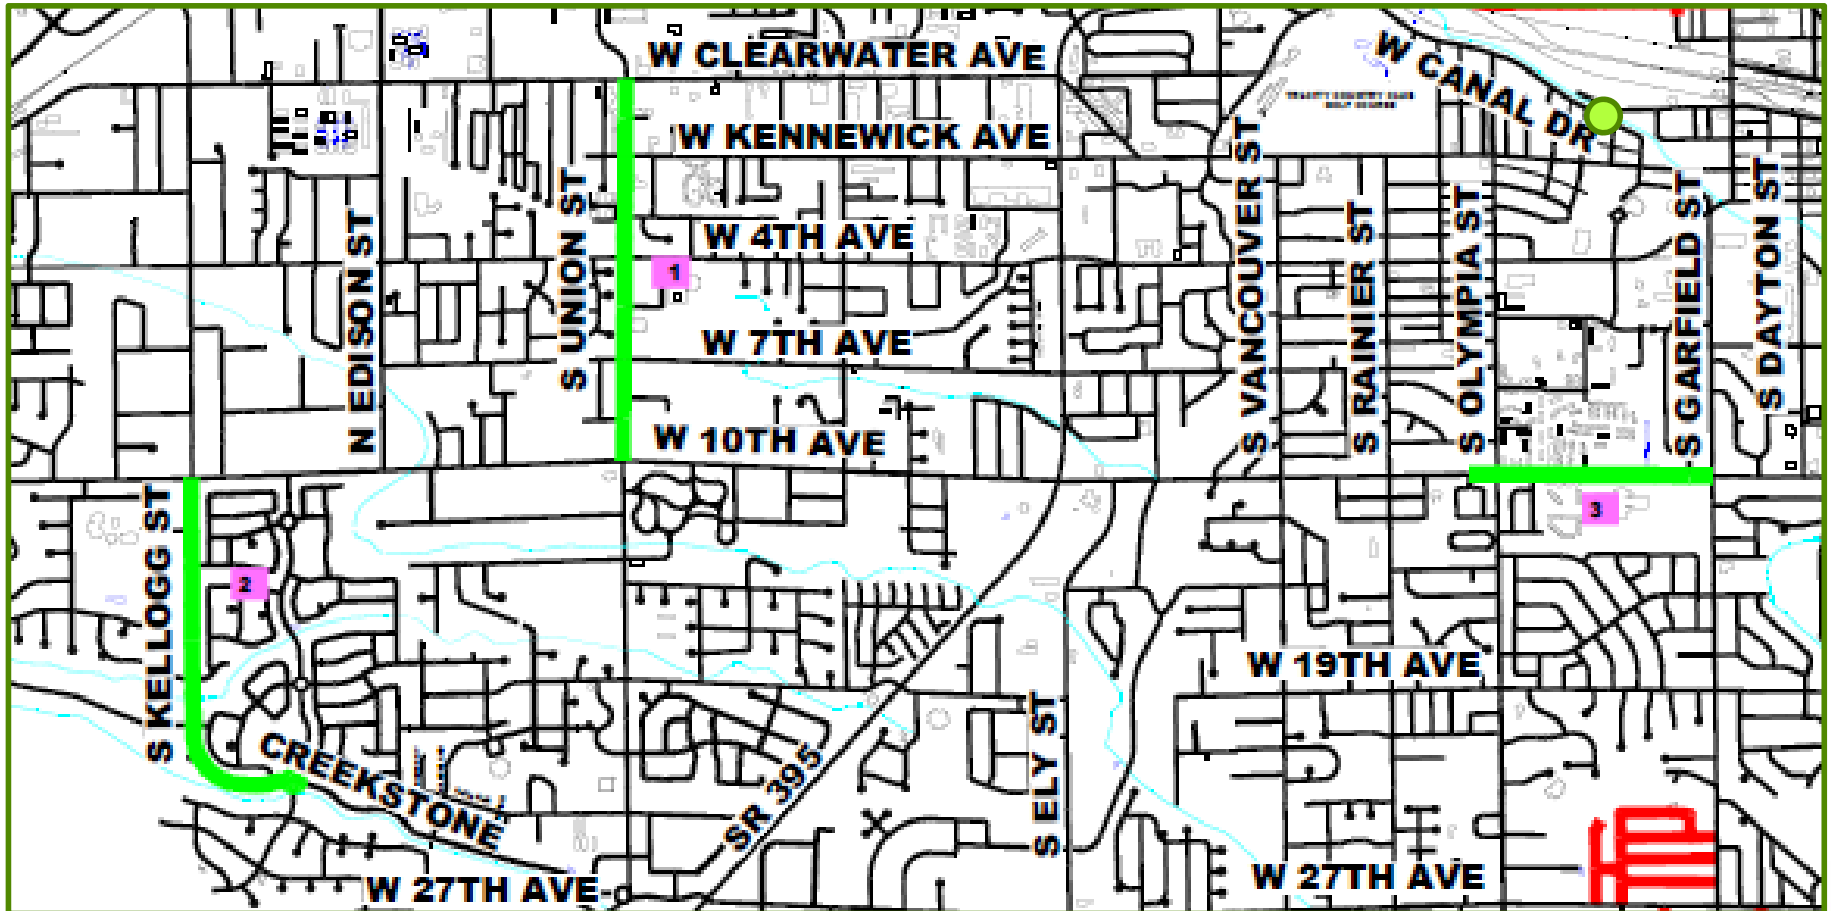 W CLEARWATER AVE
W CANAL DR
W KENNEWICK AVE
S VANCOUVER ST
S UNION ST
N EDISON ST
W 4TH AVE
1
S RAINIER ST
S OLYMPIA ST
S GARFIELD ST
S DAYTON ST
W 7TH AVE
W 10TH AVE
S KELLOGG ST
2
3
W 19TH AVE
CREEKSTONE
SR 395
S ELY ST
W 27TH AVE
W 27TH AVE